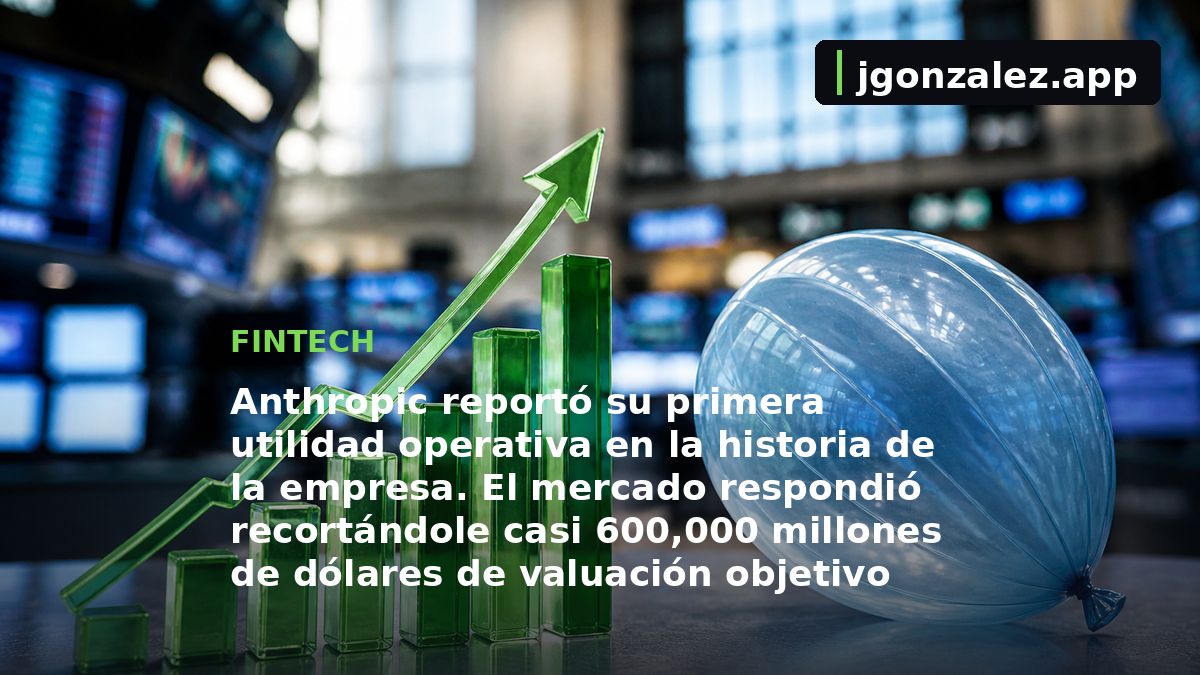 jgonzalez.app
FINTECH
Anthropic reportó su primera
utilidad operativa en la historia de
la empresa. El mercado respondió
recortándole casi 600,000 millones
de dólares de valuación objetivo